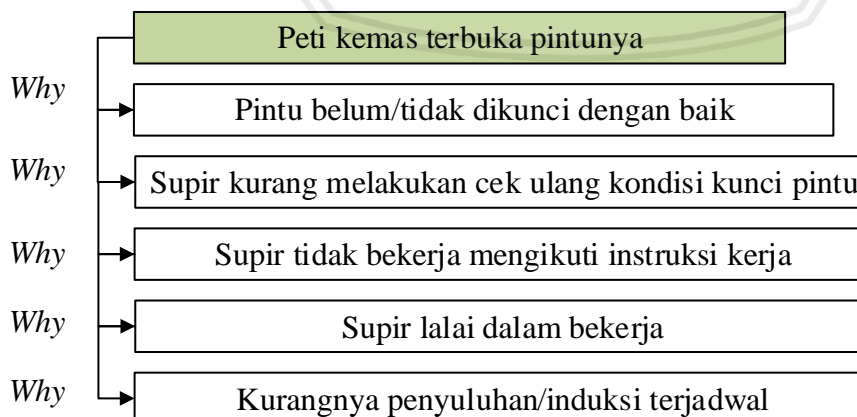 Peti kemas terbuka pintunya
Why
Pintu belum/tidak dikunci dengan baik
Why
Supir kurang melakukan cek ulang kondisi kunci pintu
Why
Supir tidak bekerja mengikuti instruksi kerja
Why
Supir lalai dalam bekerja
Why
Kurangnya penyuluhan/induksi terjadwal